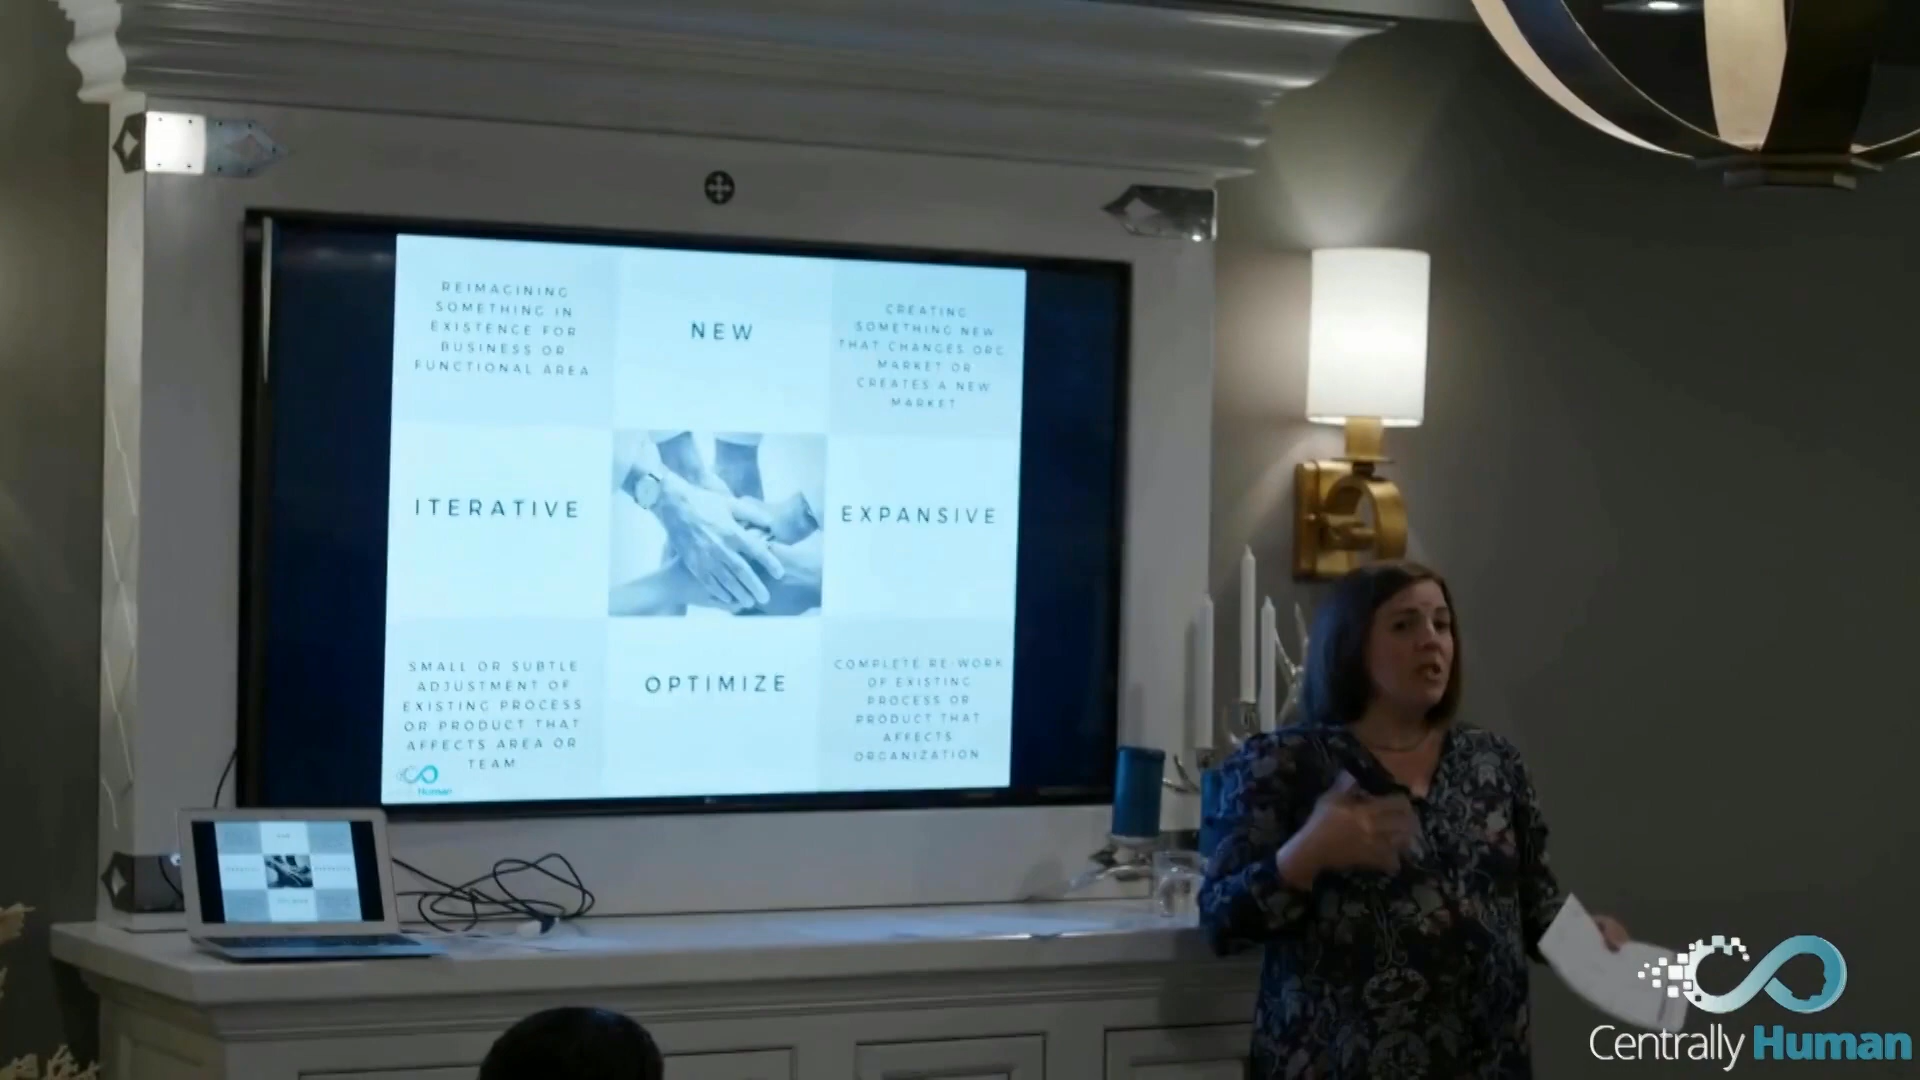 REIMAGINING
SOMETHING IN
EXISTENCE FOR
BUSINESS OR
FUNCTIONAL AREA
NEW
CREATING
SOMETHING NEW
THAT CHANGES ORG
MARKET OR
CREATES A NEW
MARKET
ITERATIVE
EXPANSIVE
SMALL OR SUBTLE
ADJUSTMENT OF
EXISTING PROCESS
OR PRODUCT THAT
AFFECTS AREA OR
TEAM
OPTIMIZE
COMPLETE RE-WORK
OF EXISTING
PROCESS OR
PRODUCT THAT
AFFECTS
ORGANIZATION
Human
Centrally Human